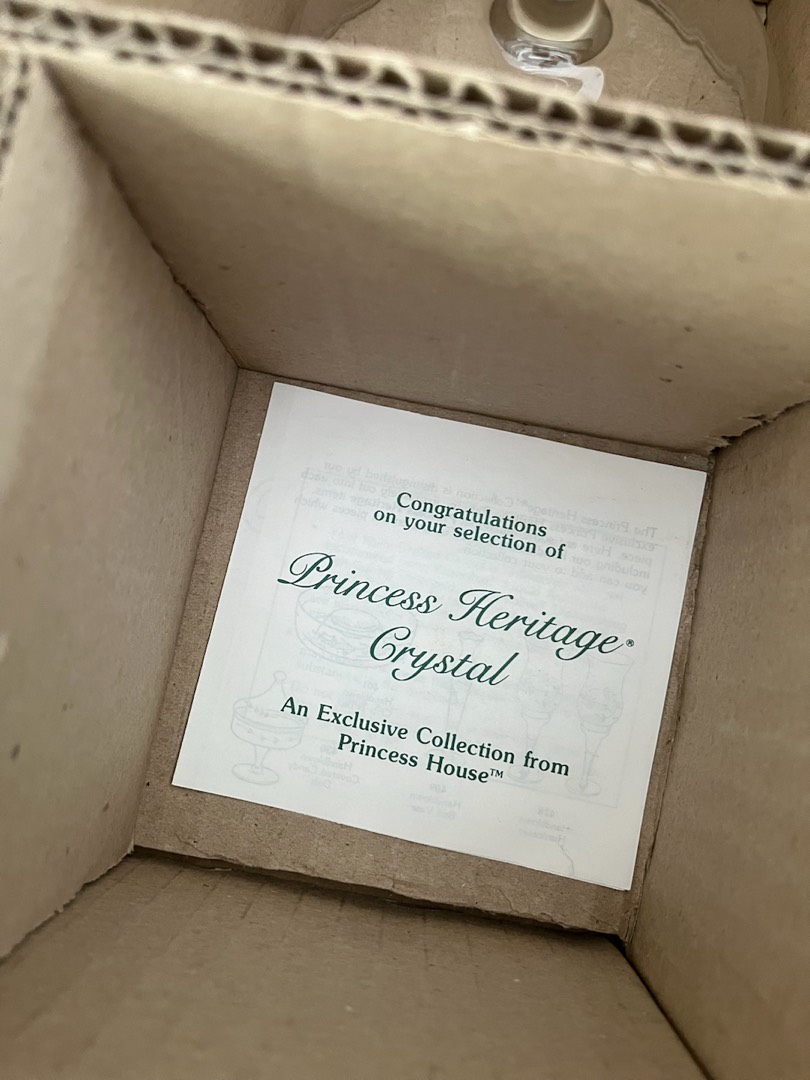 Congratulations
on your selection of
Princess Heritage®
Crystal
An Exclusive Collection from
Princess House™